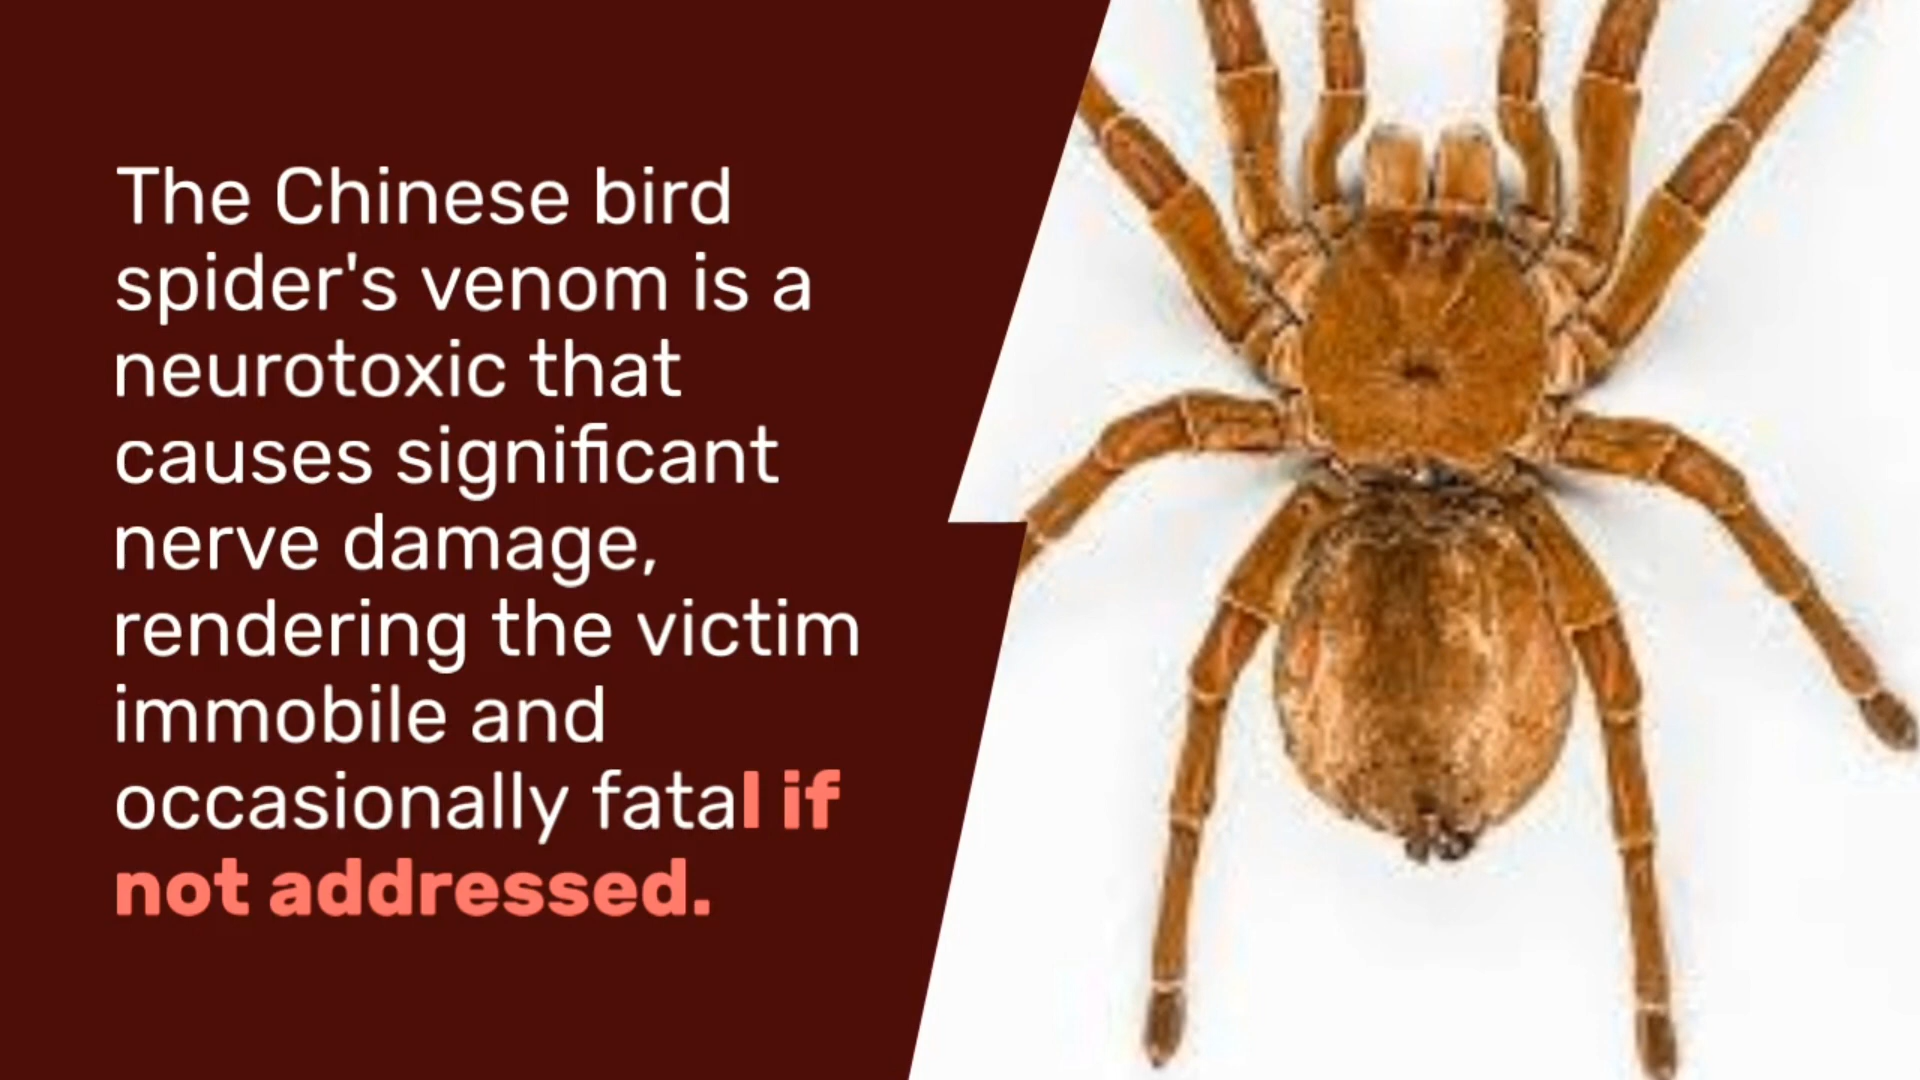 The Chinese bird
spider's venom is a
neurotoxic that
causes significant
nerve damage,
rendering the victim
immobile and
occasionally fatal if
not addressed.